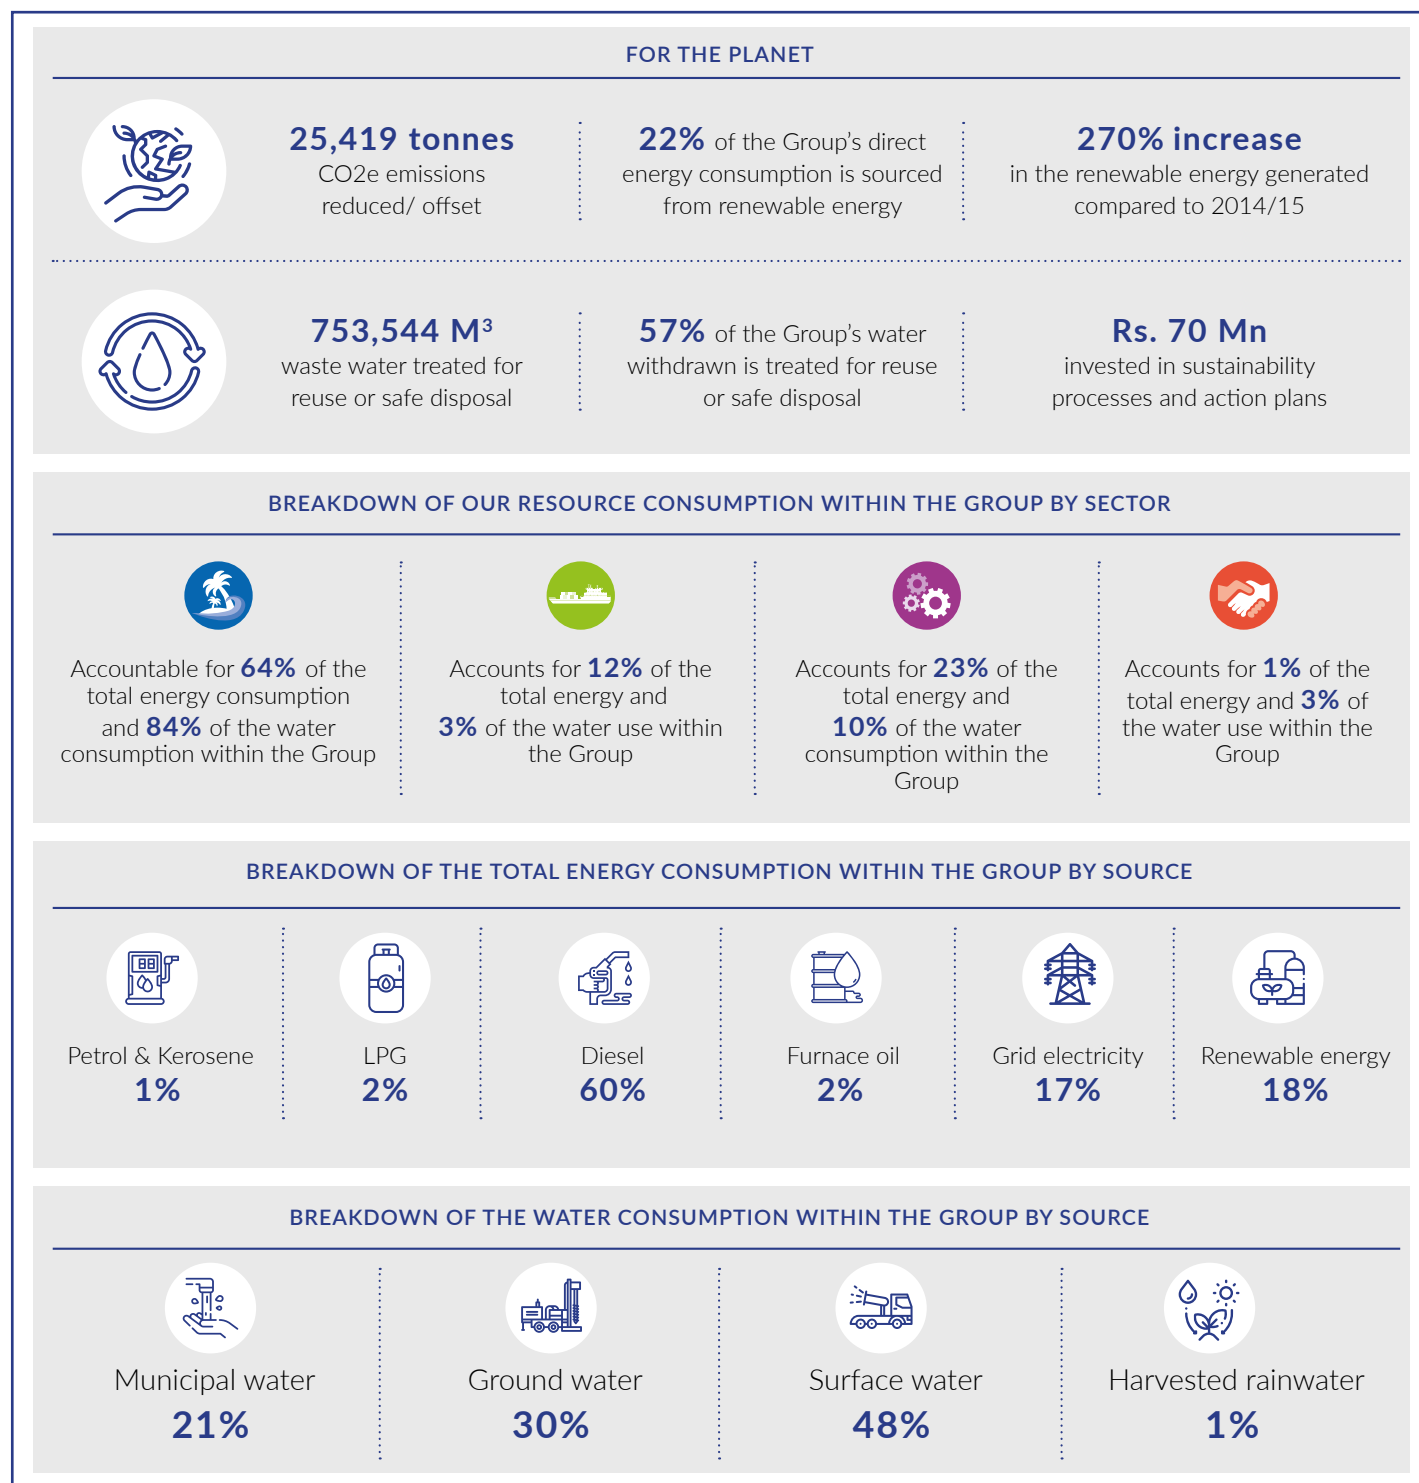 FOR THE PLANET
25,419 tonnes
CO2e emissions
reduced/ offset
22% of the Group's direct
energy consumption is sourced
from renewable energy
270% increase
in the renewable energy generated
compared to 2014/15
753,544 M³
waste water treated for
reuse or safe disposal
57% of the Group's water
withdrawn is treated for reuse
or safe disposal
Rs. 70 Mn
invested in sustainability
processes and action plans
BREAKDOWN OF OUR RESOURCE CONSUMPTION WITHIN THE GROUP BY SECTOR
Accountable for 64% of the
total energy consumption
and 84% of the water
consumption within the Group
Accounts for 12% of the
total energy and
3% of the water use within
the Group
Accounts for 23% of the
total energy and
10% of the water
consumption within the
Group
Accounts for 1% of the
total energy and 3% of
the water use within the
Group
BREAKDOWN OF THE TOTAL ENERGY CONSUMPTION WITHIN THE GROUP BY SOURCE
Petrol & Kerosene
1%
LPG
2%
Diesel
60%
Furnace oil
2%
Grid electricity
17%
Renewable energy
18%
BREAKDOWN OF THE WATER CONSUMPTION WITHIN THE GROUP BY SOURCE
Municipal water
21%
Ground water
30%
Surface water
48%
Harvested rainwater
1%